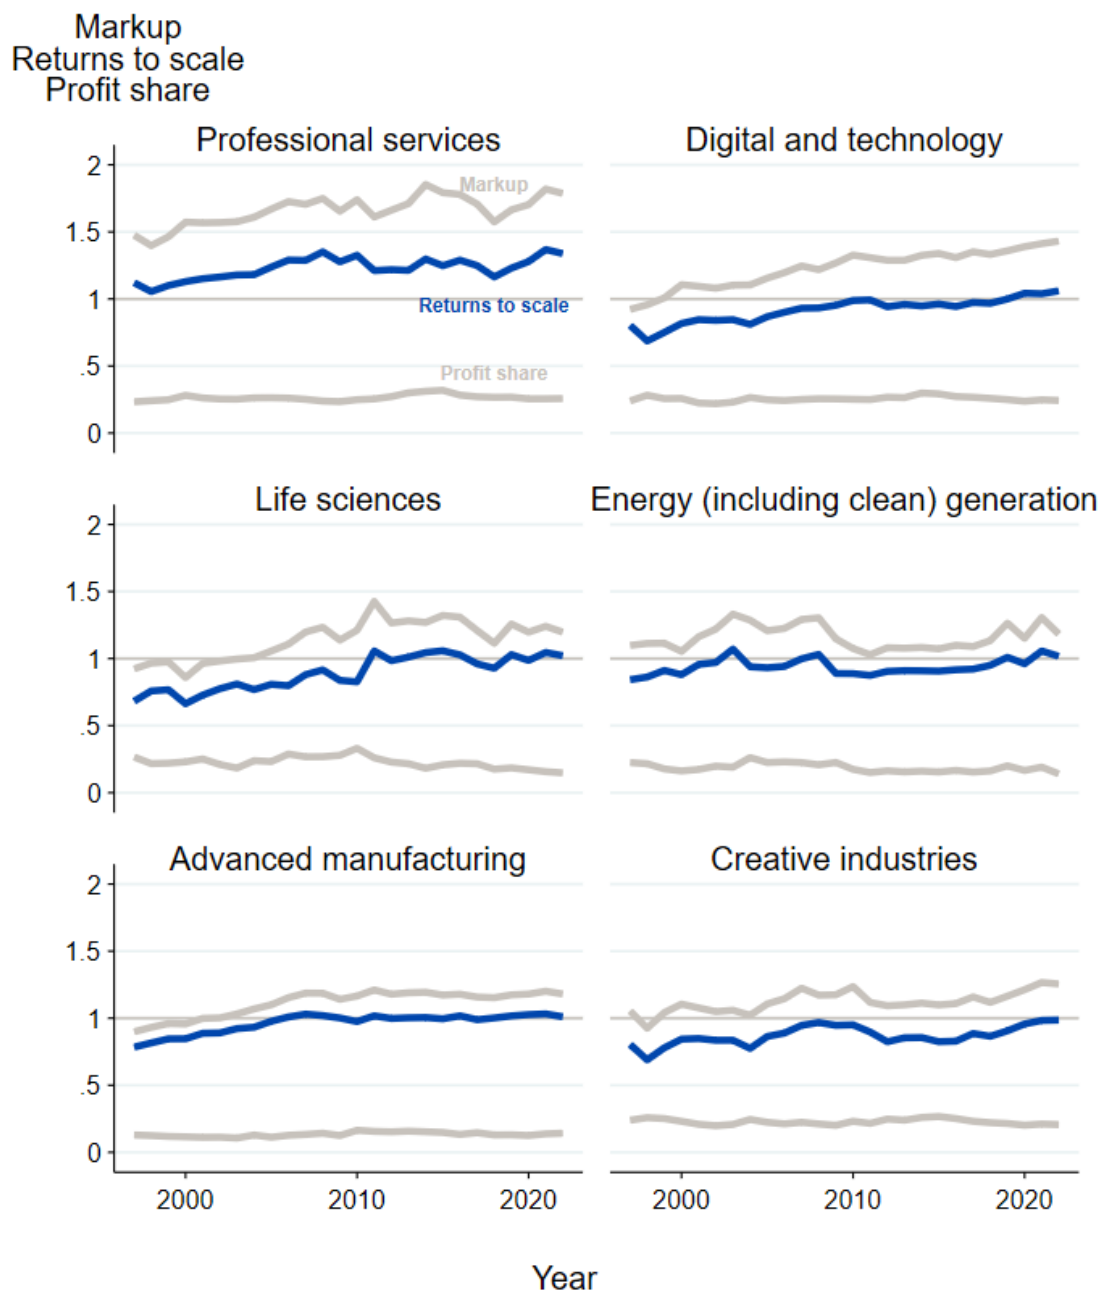 Markup
Returns to scale
Profit share
Professional services
Digital and technology
2
1.5
1
.5
0
Markup
Returns to scale
Profit share
Life sciences
Energy (including clean) generation
2
1.5
1
.5
0
Advanced manufacturing
Creative industries
2
1.5
1
.5
0
2000 2010 2020 2000 2010 2020
Year